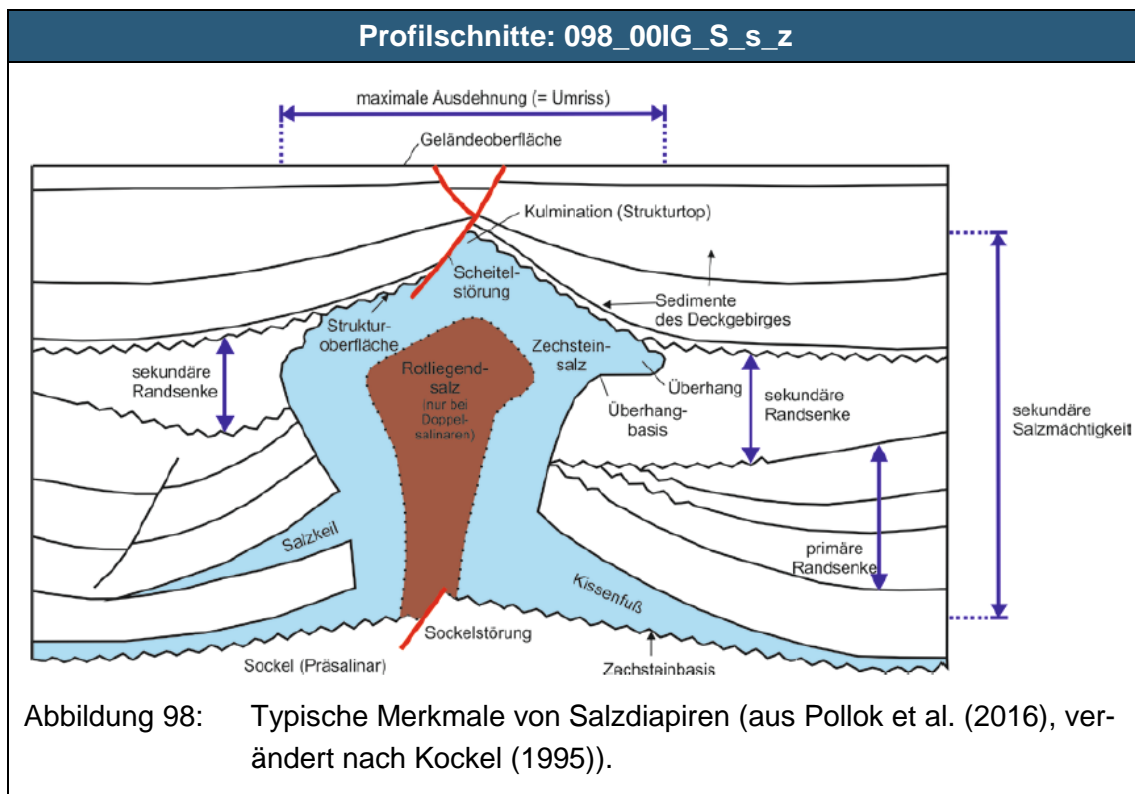 Profilschnitte: 098_00IG_S_s_z
maximale Ausdehnung (= Umriss)
Geländeoberfläche
Kulmination (Strukturtop)
Scheitel-
störung
Sedimente
des Deckgebirges
Struktur-
oberfläche
Zechstein-
salz
sekundäre
Randsenke
Rotliegend-
salz
(nur bei
Doppel-
salinaren)
Überhang
Überhang-
basis
sekundäre
Randsenke
sekundäre
Salzmächtigkeit
Salzkeil
primäre
Randsenke
Kissenfuß
Sockelstörung
Sockel (Präsalinar)
Zechsteinbasis
Abbildung 98: Typische Merkmale von Salzdiapiren (aus Pollok et al. (2016), ver-
ändert nach Kockel (1995)).